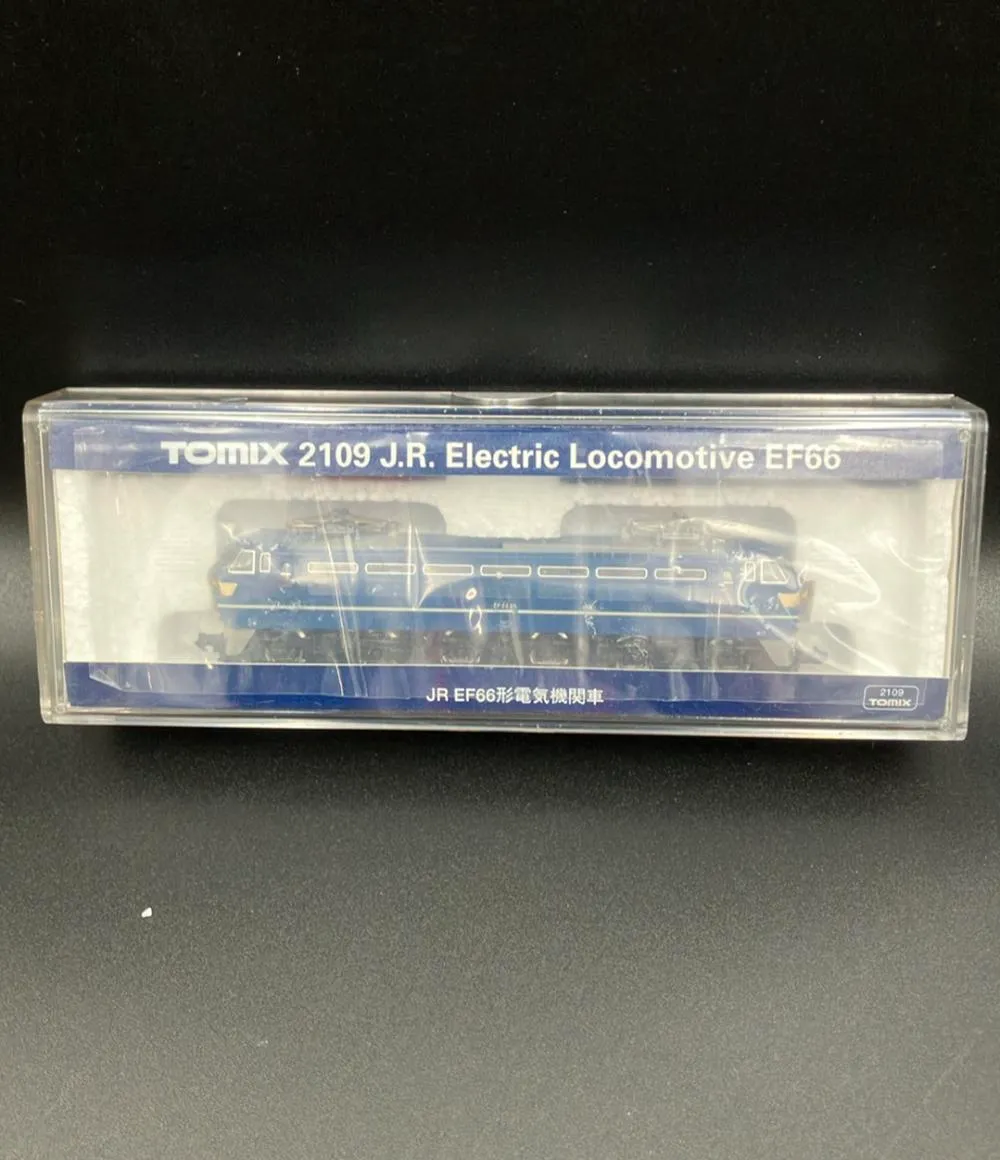 TOMIX 2109 J.R. Electric Locomotive EF66
JR EF66形電気機関車
2109
TOMIX